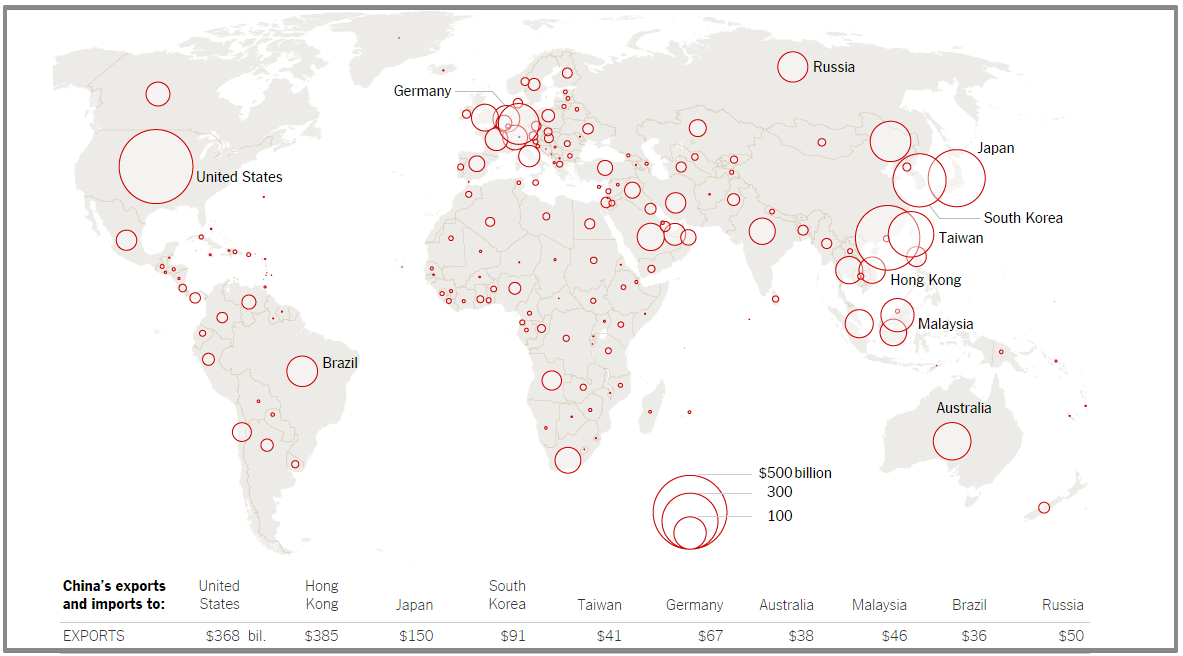 Russia
Germany
Japan
United States
South Korea
Taiwan
Hong Kong
Malaysia
Brazil
Australia
$500 billion
300
100
China's exports and imports to:
United States
Hong Kong
Japan
South Korea
Taiwan
Germany
Australia
Malaysia
Brazil
Russia
EXPORTS $368 bil. $385 $150 $91 $41 $67 $38 $46 $36 $50